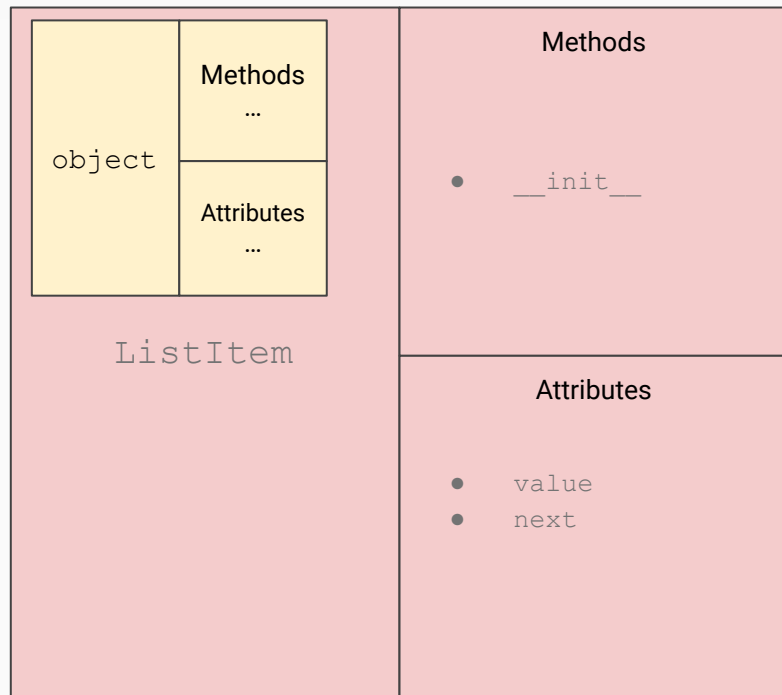 object
Methods
...
Attributes
...
ListItem
Methods
● __init__
Attributes
● value
● next